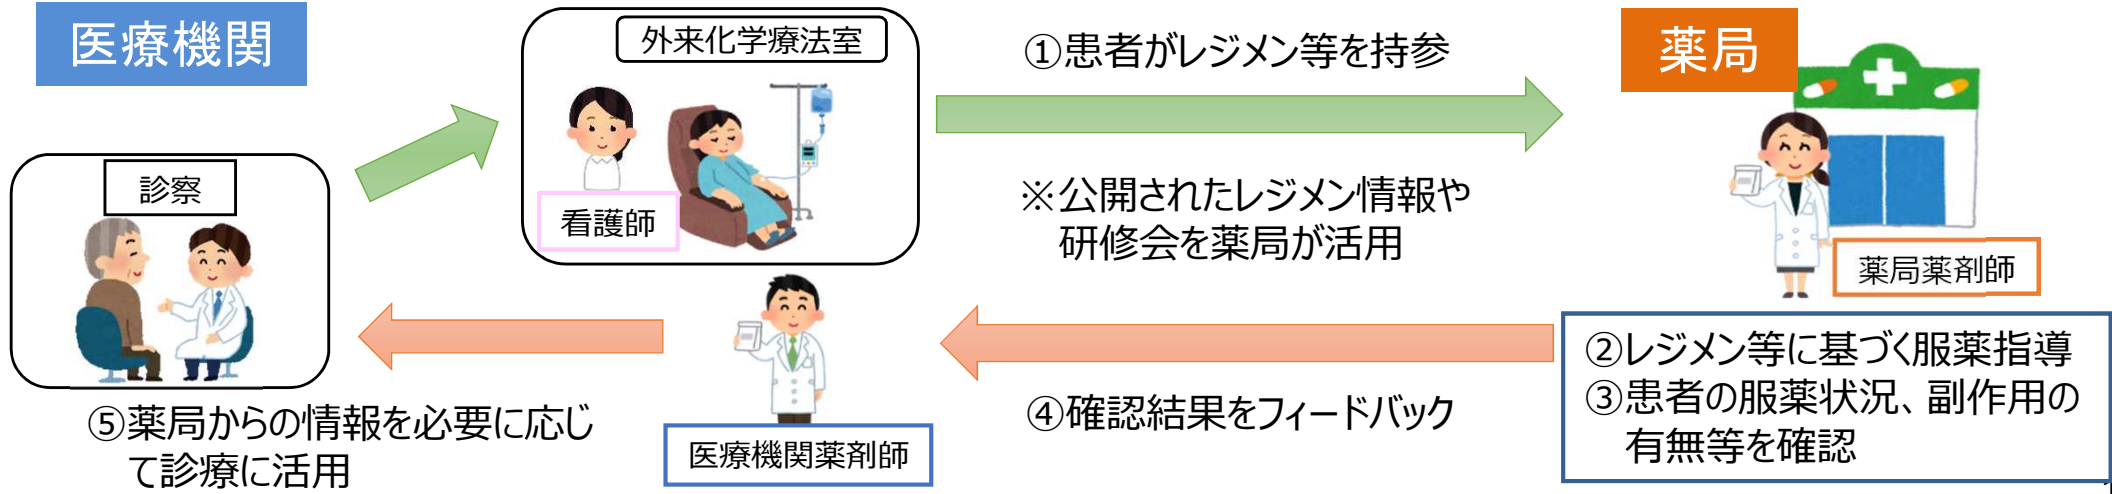 医療機関
外来化学療法室
看護師
診察
①患者がレジメン等を持参
※公開されたレジメン情報や
研修会を薬局が活用
薬局
薬局薬剤師
②レジメン等に基づく服薬指導
③患者の服薬状況、副作用の
有無等を確認
④確認結果をフィードバック
医療機関薬剤師
⑤薬局からの情報を必要に応じ
て診療に活用